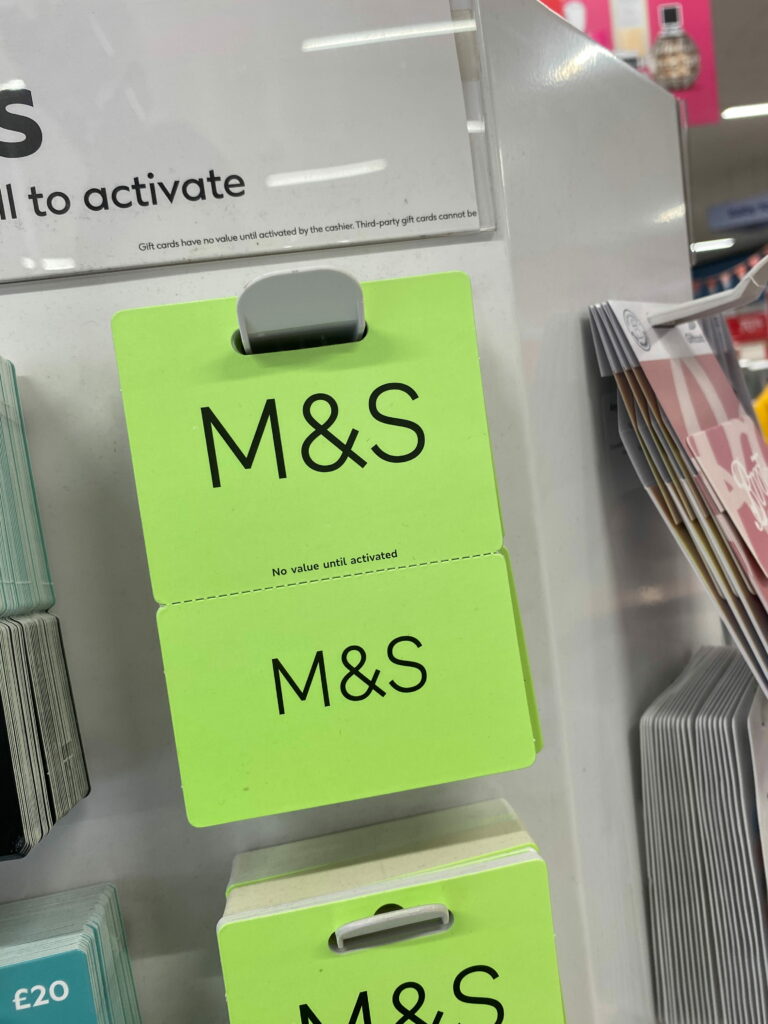 s
ll to activate
Gift cards have no value until activated by the cashier. Third-party gift cards cannot be
M&S
No value until activated
M&S
M&S
£20